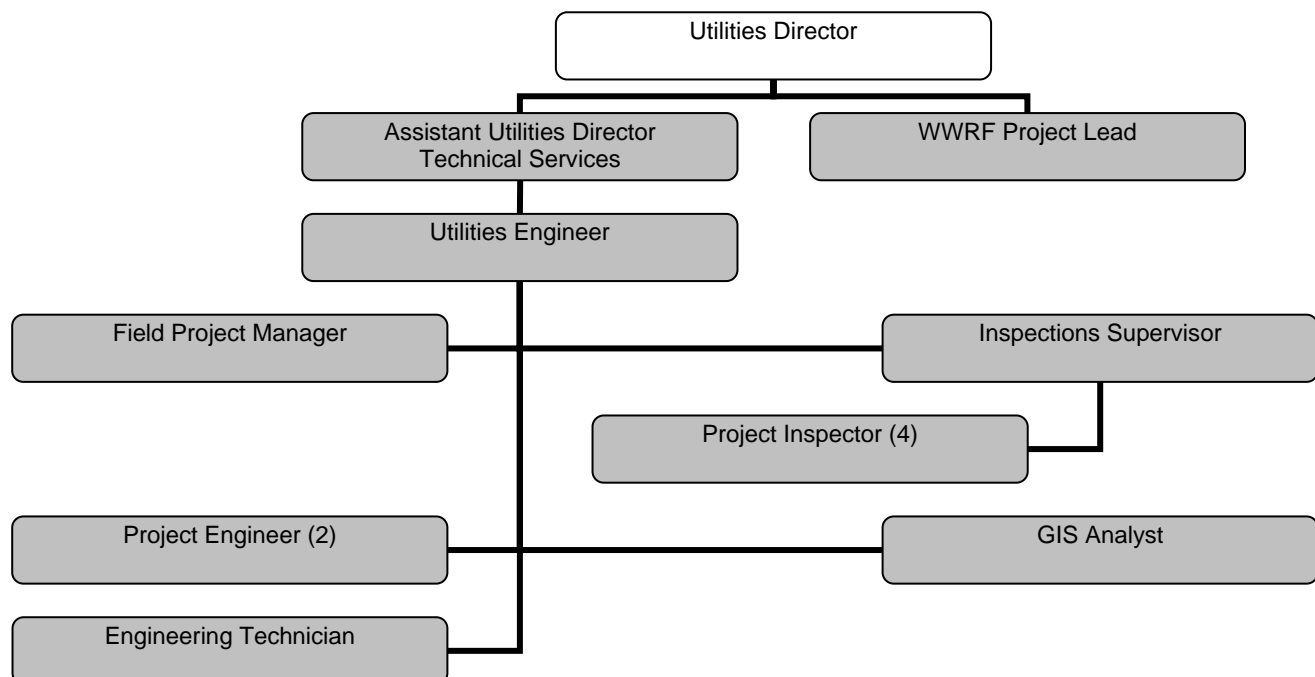 Utilities Director
Assistant Utilities Director
Technical Services
WWRF Project Lead
Utilities Engineer
Field Project Manager
Inspections Supervisor
Project Inspector (4)
Project Engineer (2)
GIS Analyst
Engineering Technician